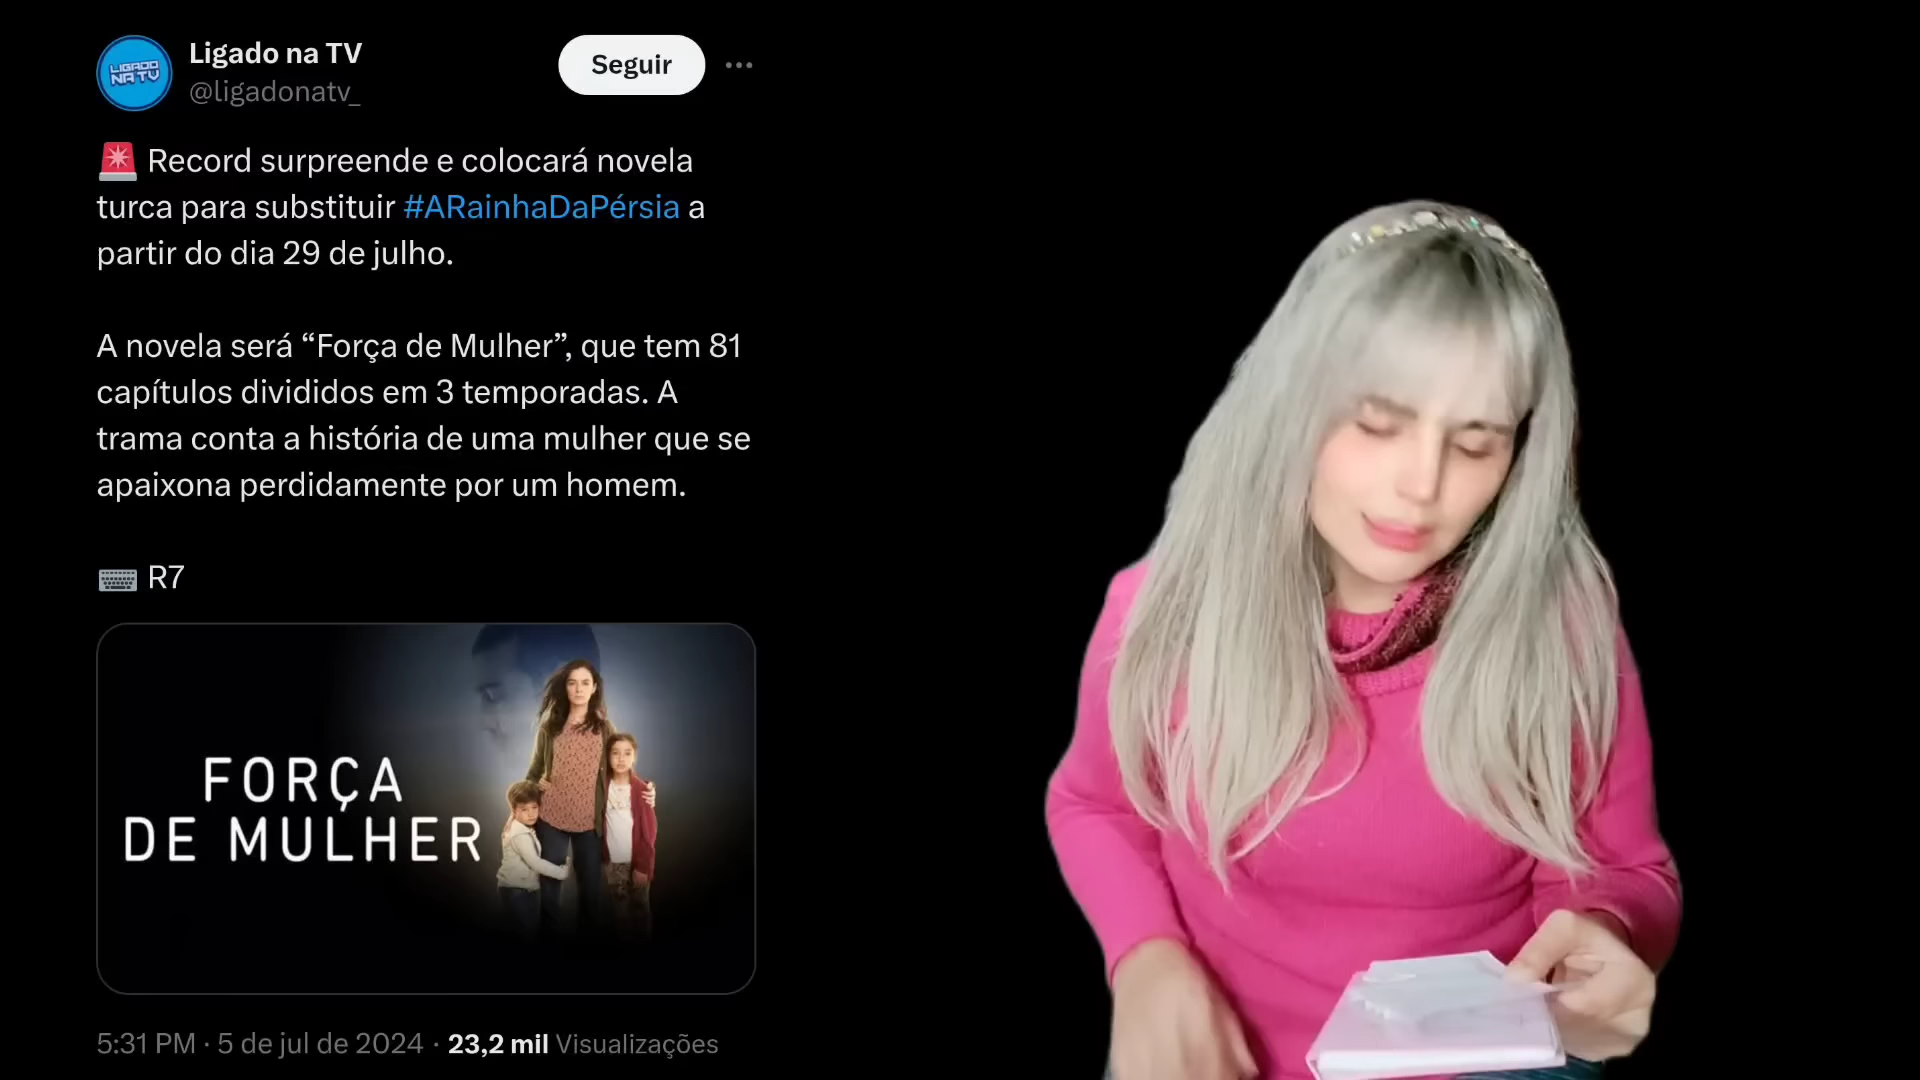 LIGADO
NA TV
Ligado na TV
@ligadonatv_
Seguir
🚨 Record surpreende e colocará novela
turca para substituir #ARainhaDaPérsia a
partir do dia 29 de julho.
A novela será “Força de Mulher”, que tem 81
capítulos divididos em 3 temporadas. A
trama conta a história de uma mulher que se
apaixona perdidamente por um homem.
⌨️ R7
FORÇA
DE MULHER
5:31 PM · 5 de jul de 2024 · 23,2 mil Visualizações